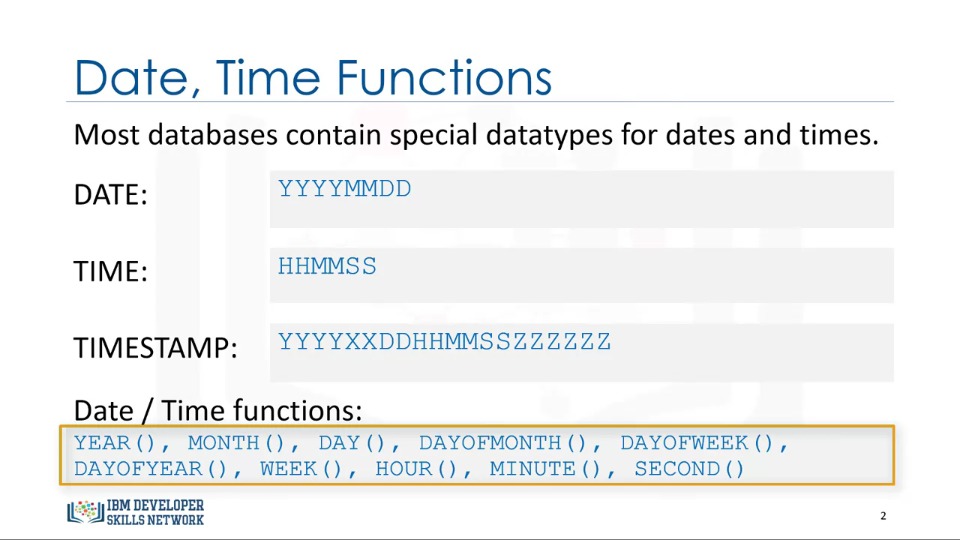 Date, Time Functions
Most databases contain special datatypes for dates and times.
DATE: YYYYMMDD
TIME: HHMMSS
TIMESTAMP: YYYYXXDDHHMMSSZZZZZZ
Date / Time functions:
YEAR(), MONTH(), DAY(), DAYOFMONTH(), DAYOFWEEK(),
DAYOFYEAR(), WEEK(), HOUR(), MINUTE(), SECOND()
IBM DEVELOPER
SKILLS NETWORK
2